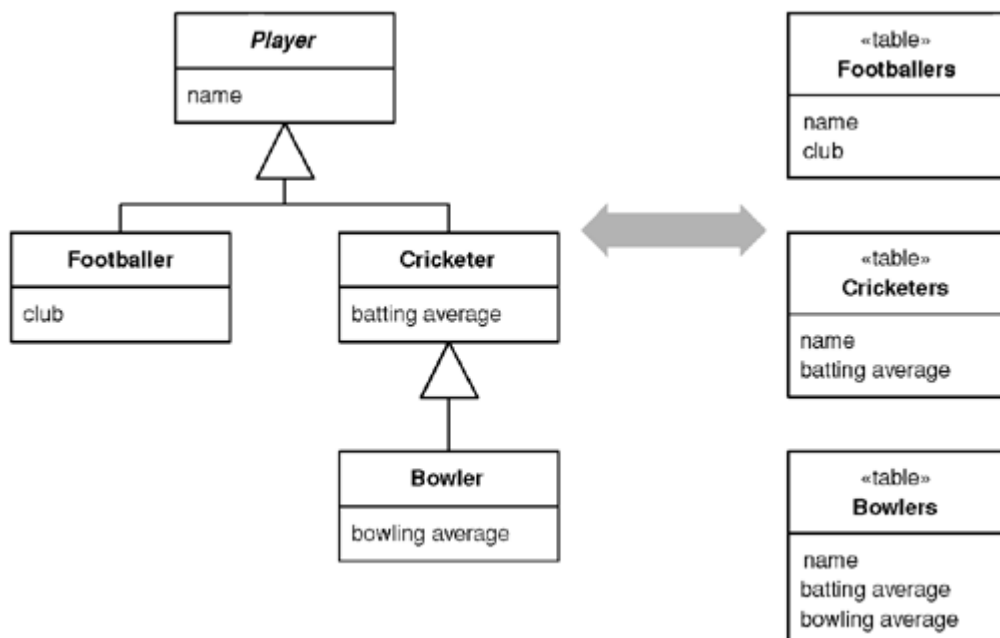 Player
name
Footballer
club
Cricketer
batting average
Bowler
bowling average
«table»
Footballers
name
club
«table»
Cricketers
name
batting average
«table»
Bowlers
name
batting average
bowling average